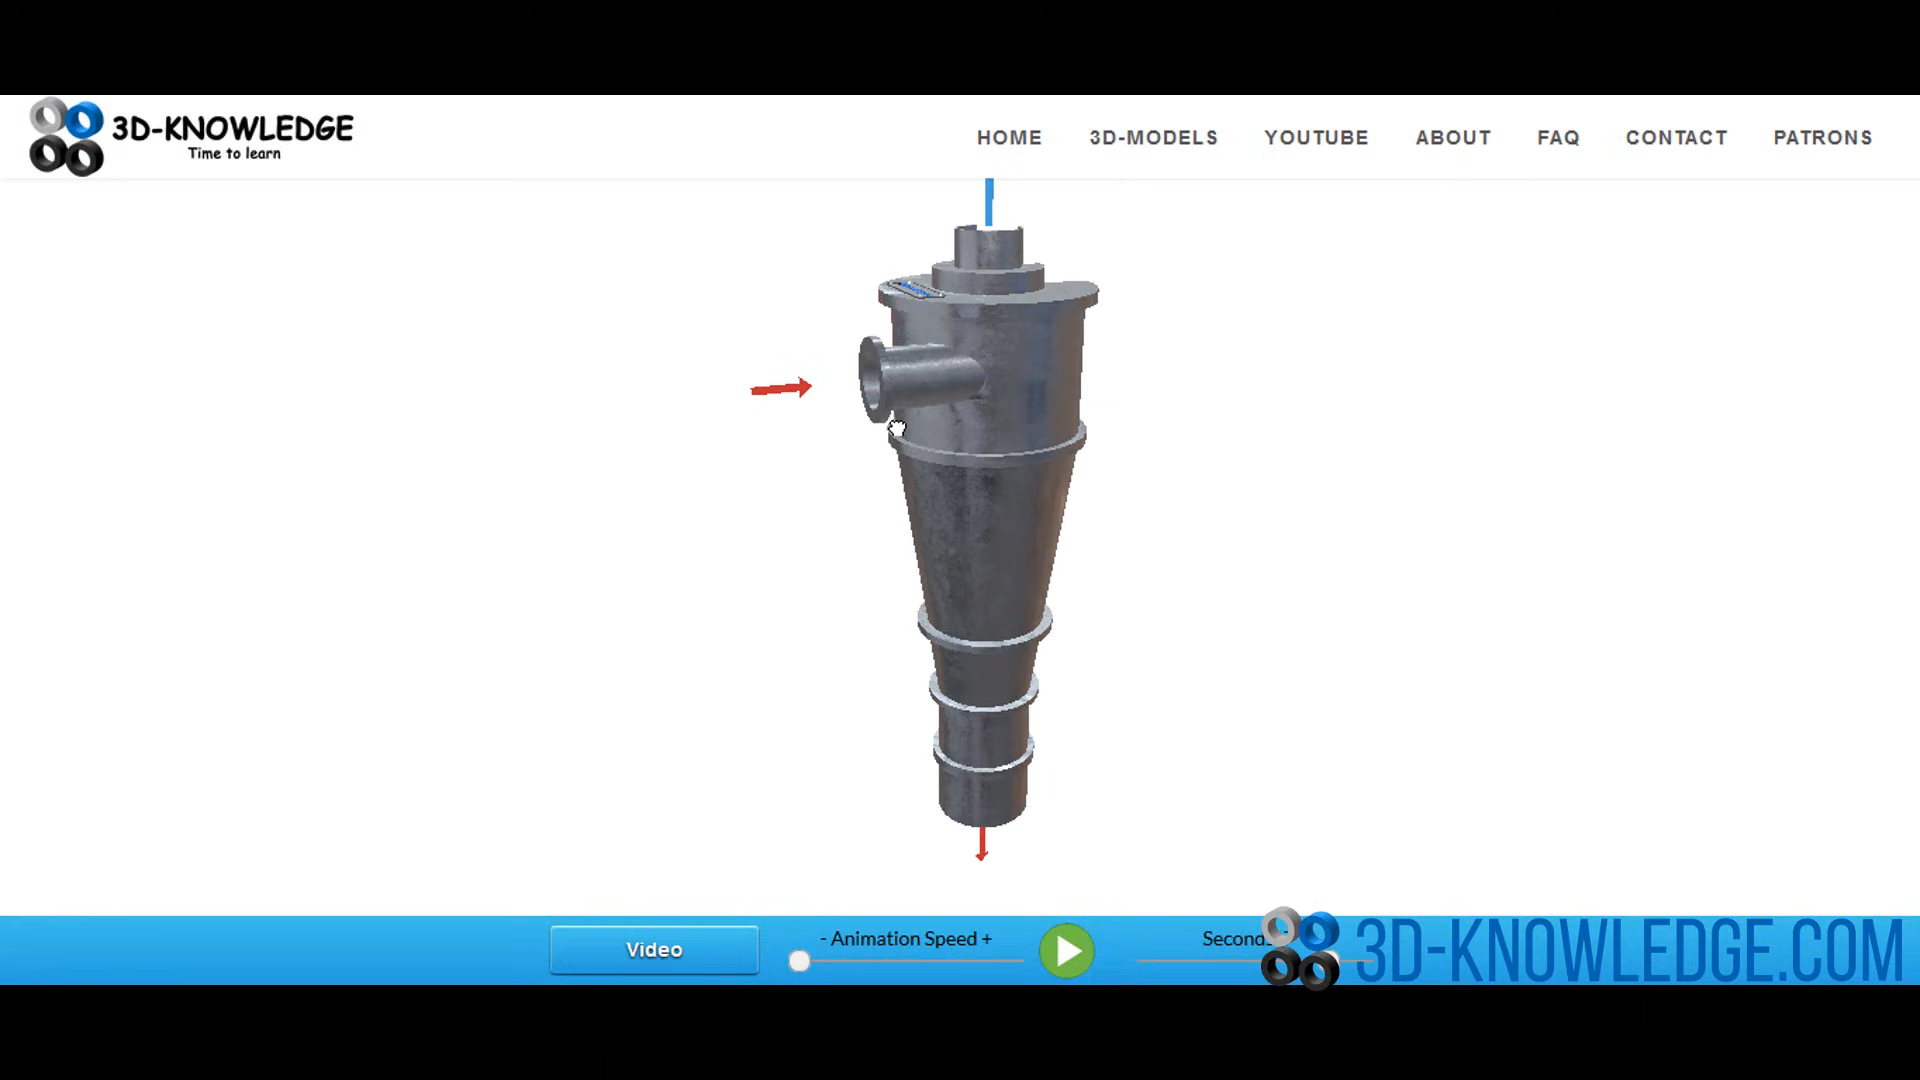 3D-KNOWLEDGE
Time to learn
HOME 3D-MODELS YOUTUBE ABOUT FAQ CONTACT PATRONS
Video
- Animation Speed +
3D-KNOWLEDGE.COM